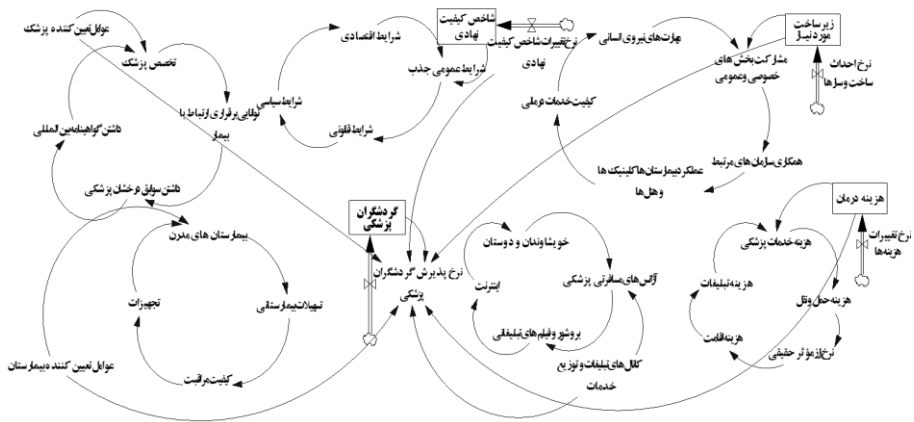 عوامل تعیین کننده پزشک
تخصص پزشک
توانایی برقراری ارتباط با
بیمار
داشتن سوابق درخشان پزشکی
داشتن گواهینامه بین المللی
شرایط اقتصادی
شرایط عمومی جذب
شرایط قانونی
شرایط سیاسی
شاخص کیفیت
نهادی
نرخ تغییرات شاخص کیفیت
نهادی
مهارت های نیروی انسانی
مشارکت بخش های
خصوصی و عمومی
همکاری سازمان های مرتبط
عملکرد بیمارستان ها کلینیک ها
و هتل ها
کیفیت خدمات درمانی
زیر ساخت
مورد نیاز
نرخ احداث
ساخت و سازها
بیمارستان های مدرن
تسهیلات بیمارستانی
کیفیت مراقبت
تجهیزات
عوامل تعیین کننده بیمارستان
گردشگران
پزشکی
نرخ پذیرش گردشگران
پزشکی
خویشاوندان و دوستان
آژانس های مسافرتی پزشکی
بروشور و فیلم های تبلیغاتی
اینترنت
کانال های تبلیغات و توزیع
خدمات
هزینه درمان
نرخ تغییرات
هزینه ها
هزینه خدمات پزشکی
هزینه حمل و نقل
نرخ ارز مؤثر حقیقی
هزینه اقامت
هزینه تبلیغات